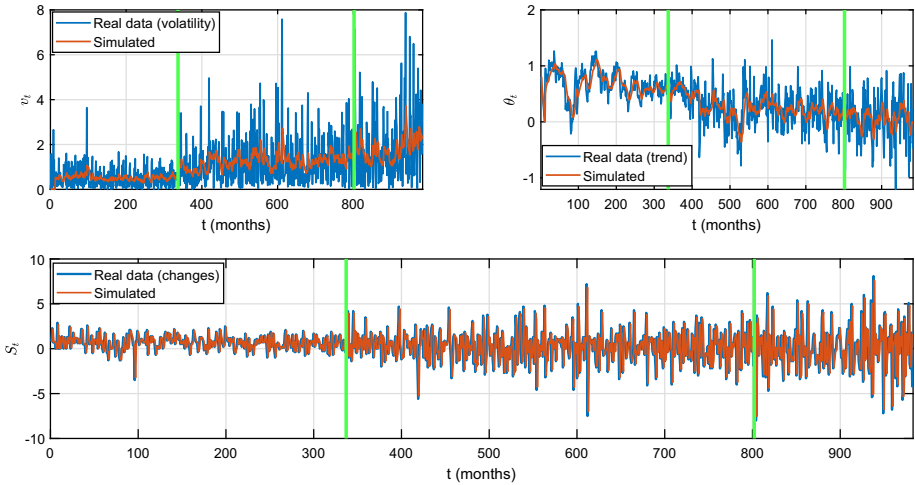 8
6
4
2
0
v_t
Real data (volatility)
Simulated
0 200 400 600 800
t (months)
2
1
0
-1
θ_t
Real data (trend)
Simulated
100 200 300 400 500 600 700 800 900
t (months)
10
5
0
-5
-10
S_t
Real data (changes)
Simulated
0 100 200 300 400 500 600 700 800 900
t (months)